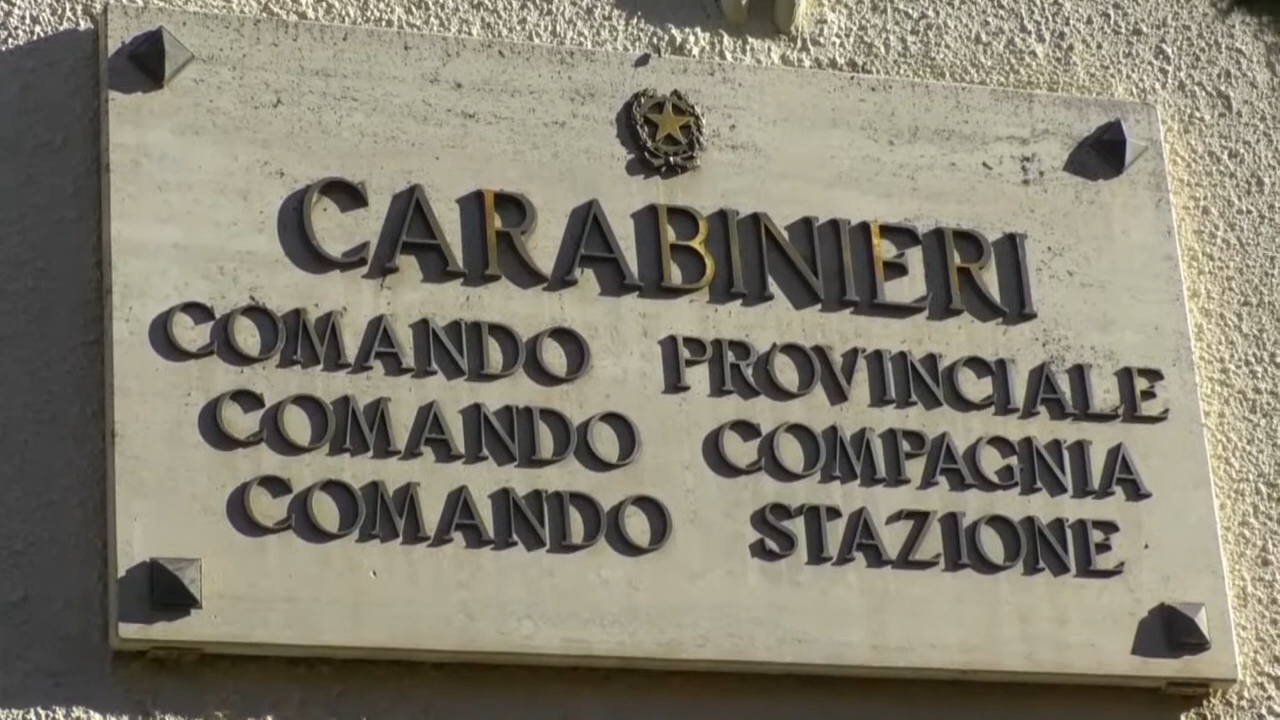 CARABINIERI
COMANDO PROVINCIALE
COMANDO COMPAGNIA
COMANDO STAZIONE